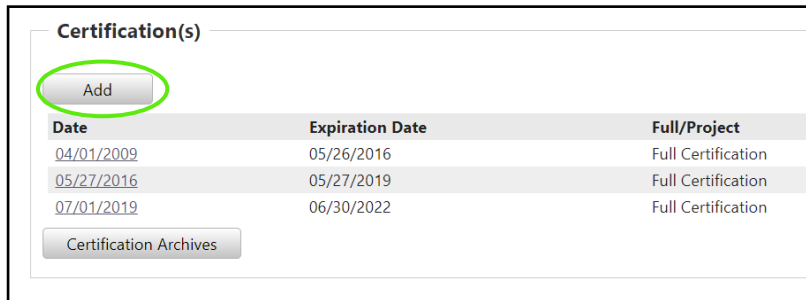 Certification(s)
Add
Date Expiration Date Full/Project
04/01/2009 05/26/2016 Full Certification
05/27/2016 05/27/2019 Full Certification
07/01/2019 06/30/2022 Full Certification
Certification Archives